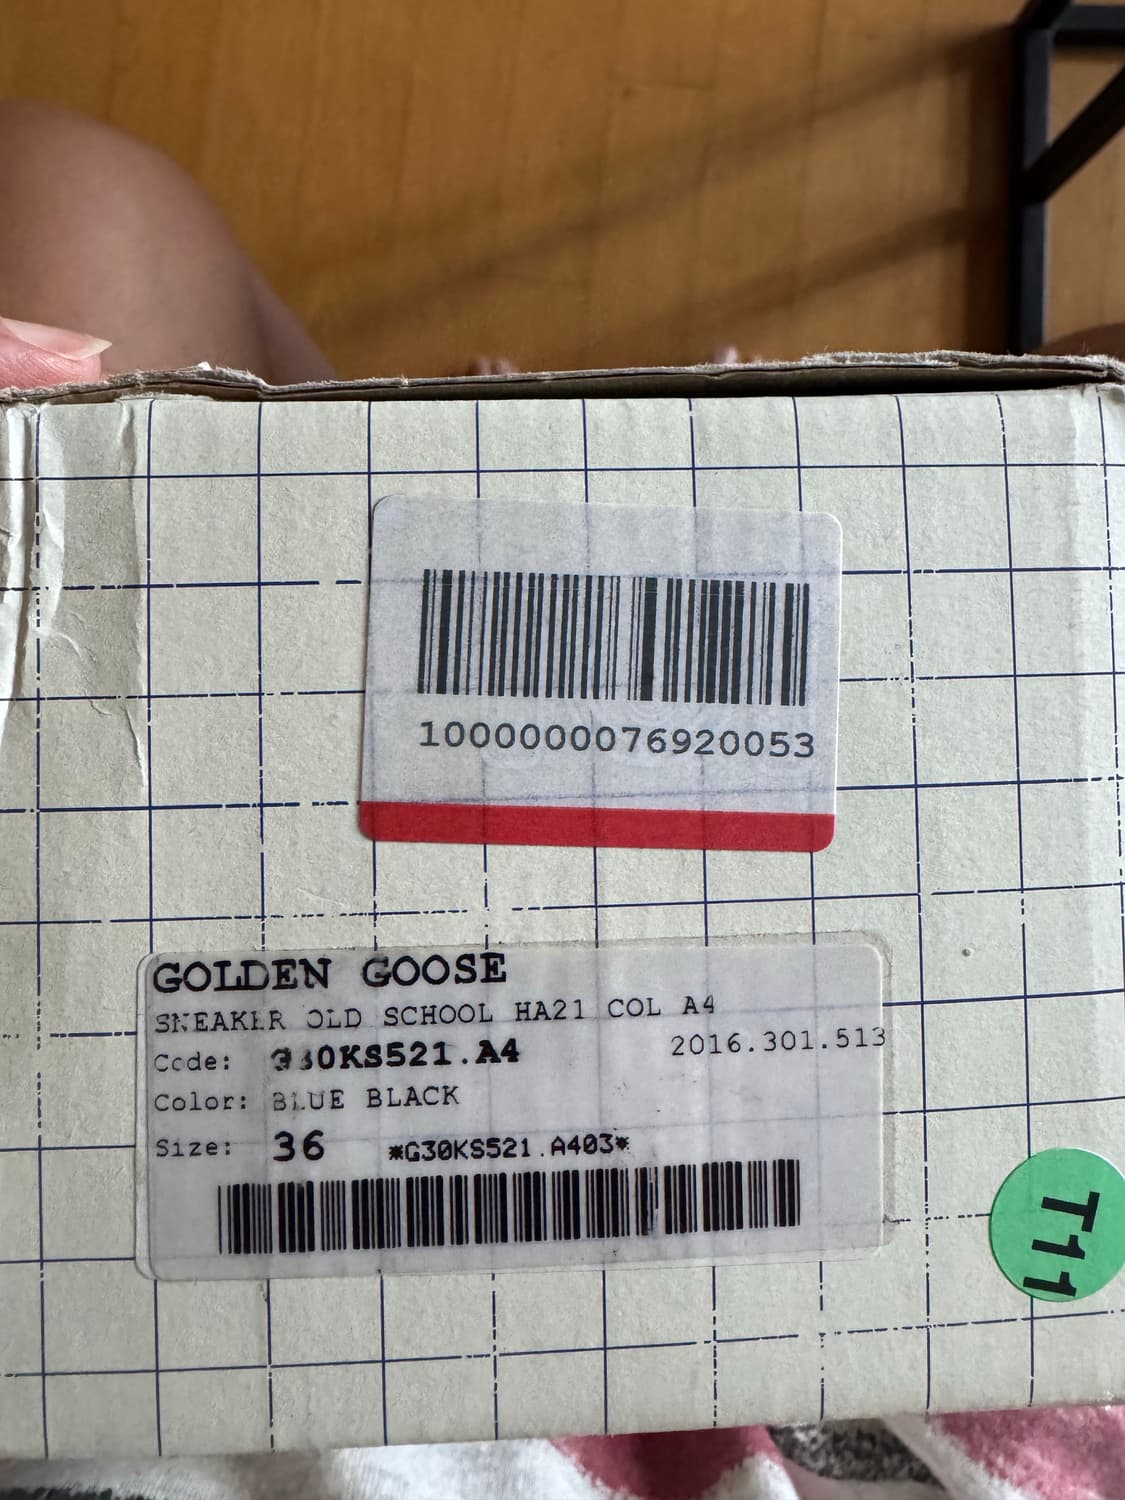 1000000076920053
GOLDEN GOOSE
SNEAKER OLD SCHOOL HA21 COL A4
2016.301.513
Code: G30KS521.A4
Color: BLUE BLACK
Size: 36 *G30KS521.A403*
T11